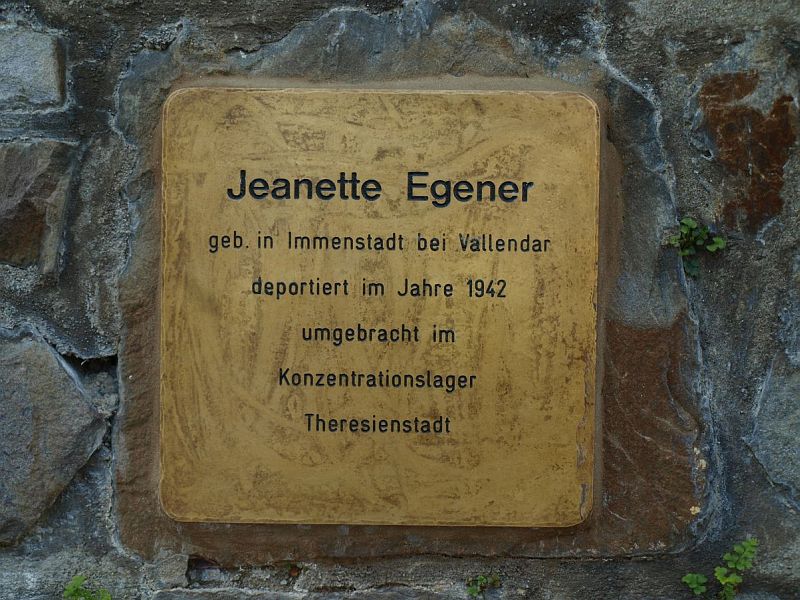 Jeanette Egener
geb. in Immenstadt bei Vallendar
deportiert im Jahre 1942
umgebracht im
Konzentrationslager
Theresienstadt